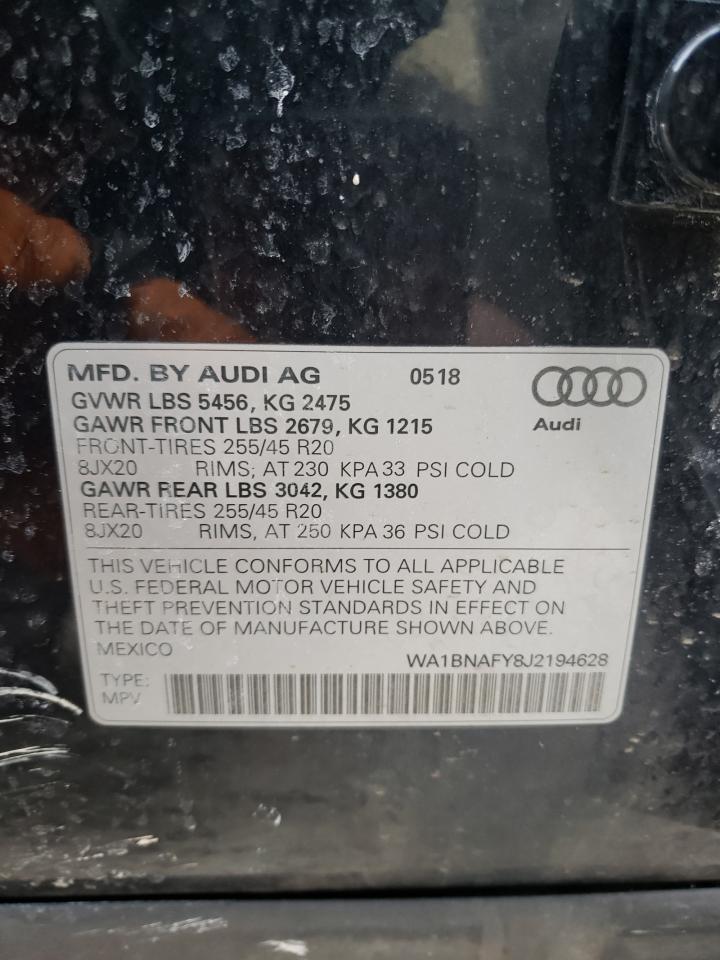 MFD. BY AUDI AG 0518
GVWR LBS 5456, KG 2475
GAWR FRONT LBS 2679, KG 1215
Audi
FRONT-TIRES 255/45 R20
8JX20 RIMS; AT 230 KPA 33 PSI COLD
GAWR REAR LBS 3042, KG 1380
REAR-TIRES 255/45 R20
8JX20 RIMS, AT 250 KPA 36 PSI COLD
THIS VEHICLE CONFORMS TO ALL APPLICABLE
U.S. FEDERAL MOTOR VEHICLE SAFETY AND
THEFT PREVENTION STANDARDS IN EFFECT ON
THE DATE OF MANUFACTURE SHOWN ABOVE.
MEXICO
WA1BNAFY8J2194628
TYPE:
MPV